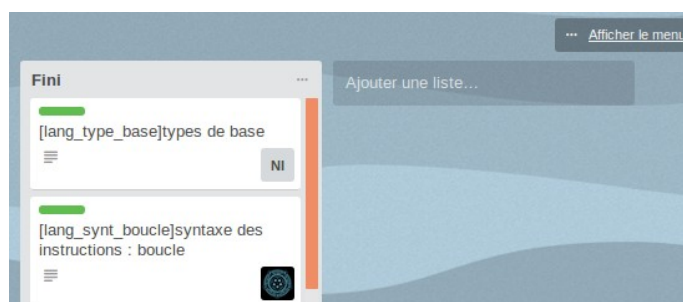 ... Afficher le menu
Fini ...
Ajouter une liste...
[lang_type_base]types de base
NI
[lang_synt_boucle]syntaxe des
instructions : boucle